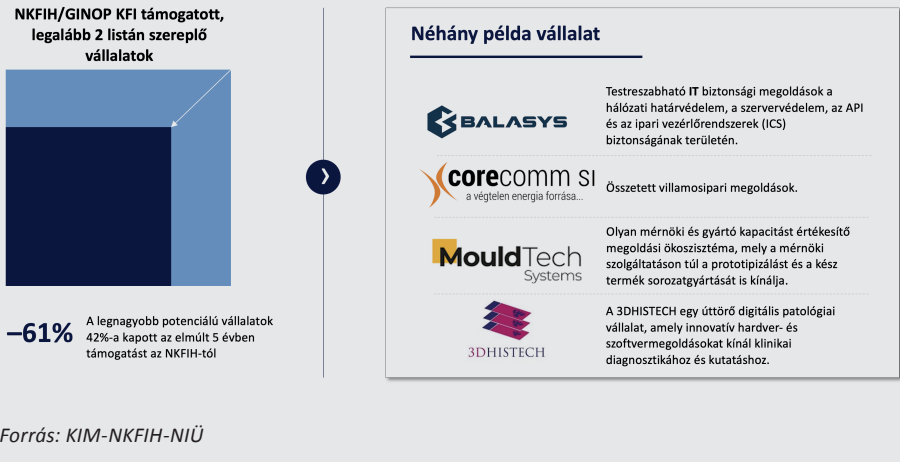 NKFIH/GINOP KFI támogatott,
legalább 2 listán szereplő
vállalatok
–61%
A legnagyobb potenciálú vállalatok
42%-a kapott az elmúlt 5 évben
támogatást az NKFIH-tól
Néhány példa vállalat
BALASYS
Testreszabható IT biztonsági megoldások a
hálózati határvédelem, a szervervédelem, az API
és az ipari vezérlőrendszerek (ICS)
biztonságának területén.
corecomm SI
a végtelen energia forrása...
Összetett villamosipari megoldások.
MouldTech
Systems
Olyan mérnöki és gyártó kapacitást értékesítő
megoldási ökoszisztéma, mely a mérnöki
szolgáltatáson túl a prototipizálást és a kész
termék sorozatgyártását is kínálja.
3DHISTECH
A 3DHISTECH egy úttörő digitális patológiai
vállalat, amely innovatív hardver- és
szoftvermegoldásokat kínál klinikai
diagnosztikához és kutatáshoz.
Forrás: KIM-NKFIH-NIÜ